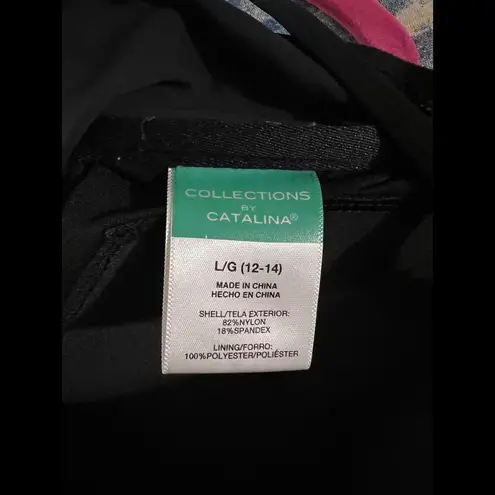 COLLECTIONS
BY
CATALINA®
L/G (12-14)
MADE IN CHINA
HECHO EN CHINA
SHELL/TELA EXTERIOR:
82%NYLON
18%SPANDEX
LINING/FORRO:
100%POLYESTER/POLIÉSTER